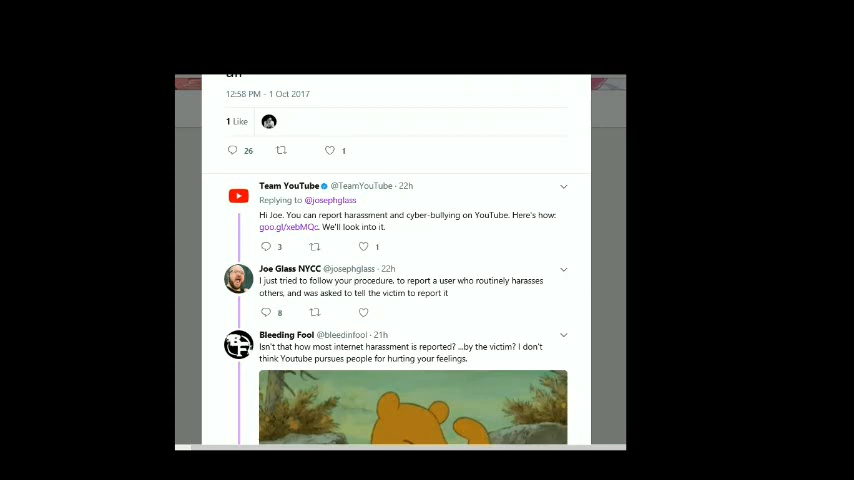 12:58 PM - 1 Oct 2017
1 Like
26 1
Team YouTube @TeamYouTube · 22h
Replying to @josephglass
Hi Joe. You can report harassment and cyber-bullying on YouTube. Here's how:
goo.gl/xebMQc. We'll look into it.
3 1
Joe Glass NYCC @josephglass · 22h
I just tried to follow your procedure, to report a user who routinely harasses
others, and was asked to tell the victim to report it
8
BF
Bleeding Fool @bleedinfool · 21h
Isn't that how most internet harassment is reported? ...by the victim? I don't
think Youtube pursues people for hurting your feelings.